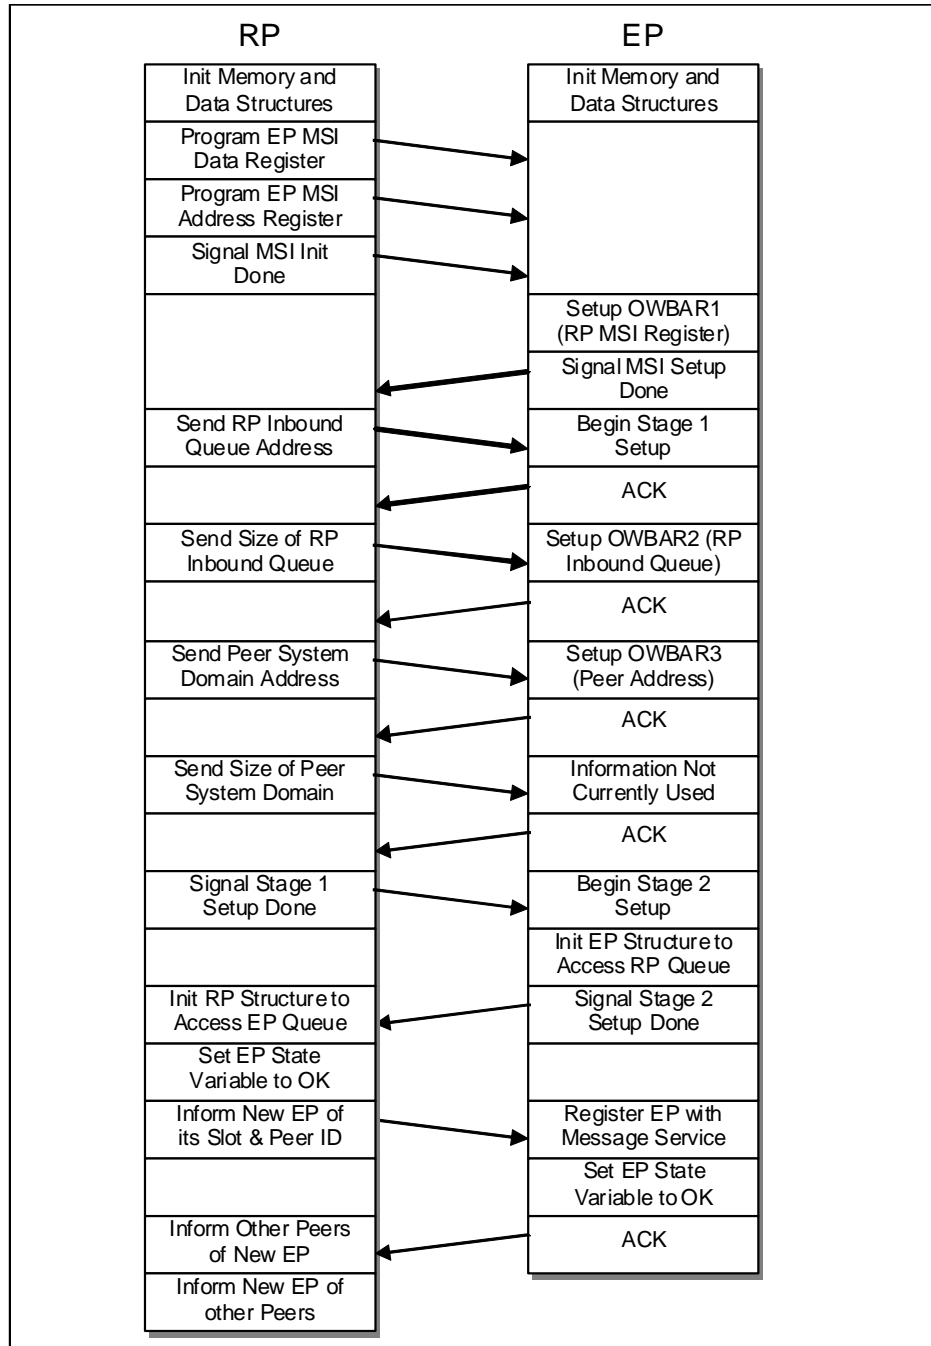 RP
EP
Init Memory and
Data Structures
Init Memory and
Data Structures
Program EP MSI
Data Register
Program EP MSI
Address Register
Signal MSI Init
Done
Setup OWBAR1
(RP MSI Register)
Signal MSI Setup
Done
Send RP Inbound
Queue Address
Begin Stage 1
Setup
ACK
Send Size of RP
Inbound Queue
Setup OWBAR2 (RP
Inbound Queue)
ACK
Send Peer System
Domain Address
Setup OWBAR3
(Peer Address)
ACK
Send Size of Peer
System Domain
Information Not
Currently Used
ACK
Signal Stage 1
Setup Done
Begin Stage 2
Setup
Init EP Structure to
Access RP Queue
Init RP Structure to
Access EP Queue
Signal Stage 2
Setup Done
Set EP State
Variable to OK
Inform New EP of
its Slot & Peer ID
Register EP with
Message Service
Set EP State
Variable to OK
Inform Other Peers
of New EP
ACK
Inform New EP of
other Peers